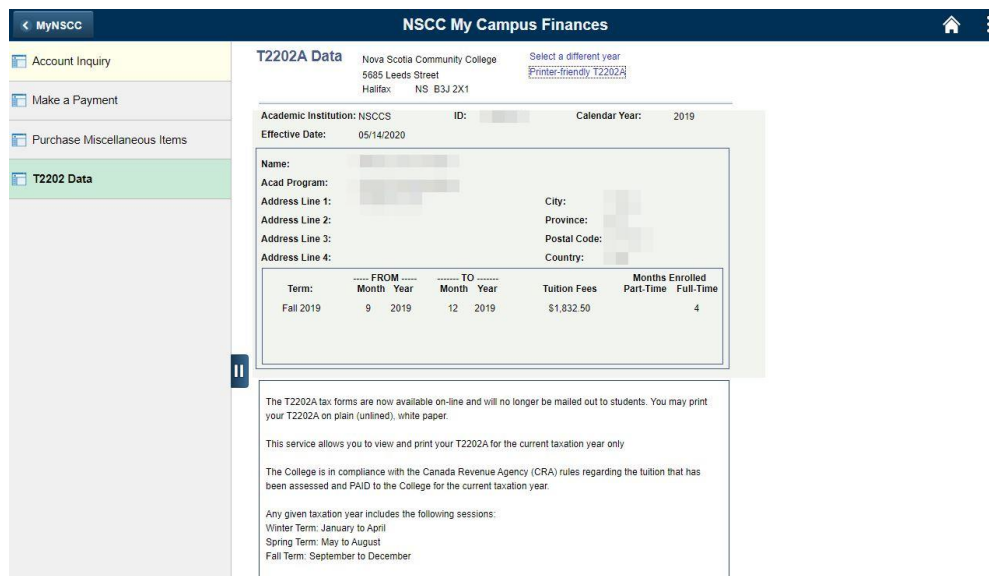 MyNSCC
NSCC My Campus Finances
Account Inquiry
Make a Payment
Purchase Miscellaneous Items
T2202 Data
T2202A Data
Nova Scotia Community College
5685 Leeds Street
Halifax NS B3J 2X1
Select a different year
Printer-friendly T2202A
Academic Institution: NSCCS ID: Calendar Year: 2019
Effective Date: 05/14/2020
Name:
Acad Program:
Address Line 1: City:
Address Line 2: Province:
Address Line 3: Postal Code:
Address Line 4: Country:
----- FROM ----- ------- TO ------- Months Enrolled
Term: Month Year Month Year Tuition Fees Part-Time Full-Time
Fall 2019 9 2019 12 2019 $1,832.50 4
The T2202A tax forms are now available on-line and will no longer be mailed out to students. You may print
your T2202A on plain (unlined), white paper.
This service allows you to view and print your T2202A for the current taxation year only
The College is in compliance with the Canada Revenue Agency (CRA) rules regarding the tuition that has
been assessed and PAID to the College for the current taxation year.
Any given taxation year includes the following sessions:
Winter Term: January to April
Spring Term: May to August
Fall Term: September to December